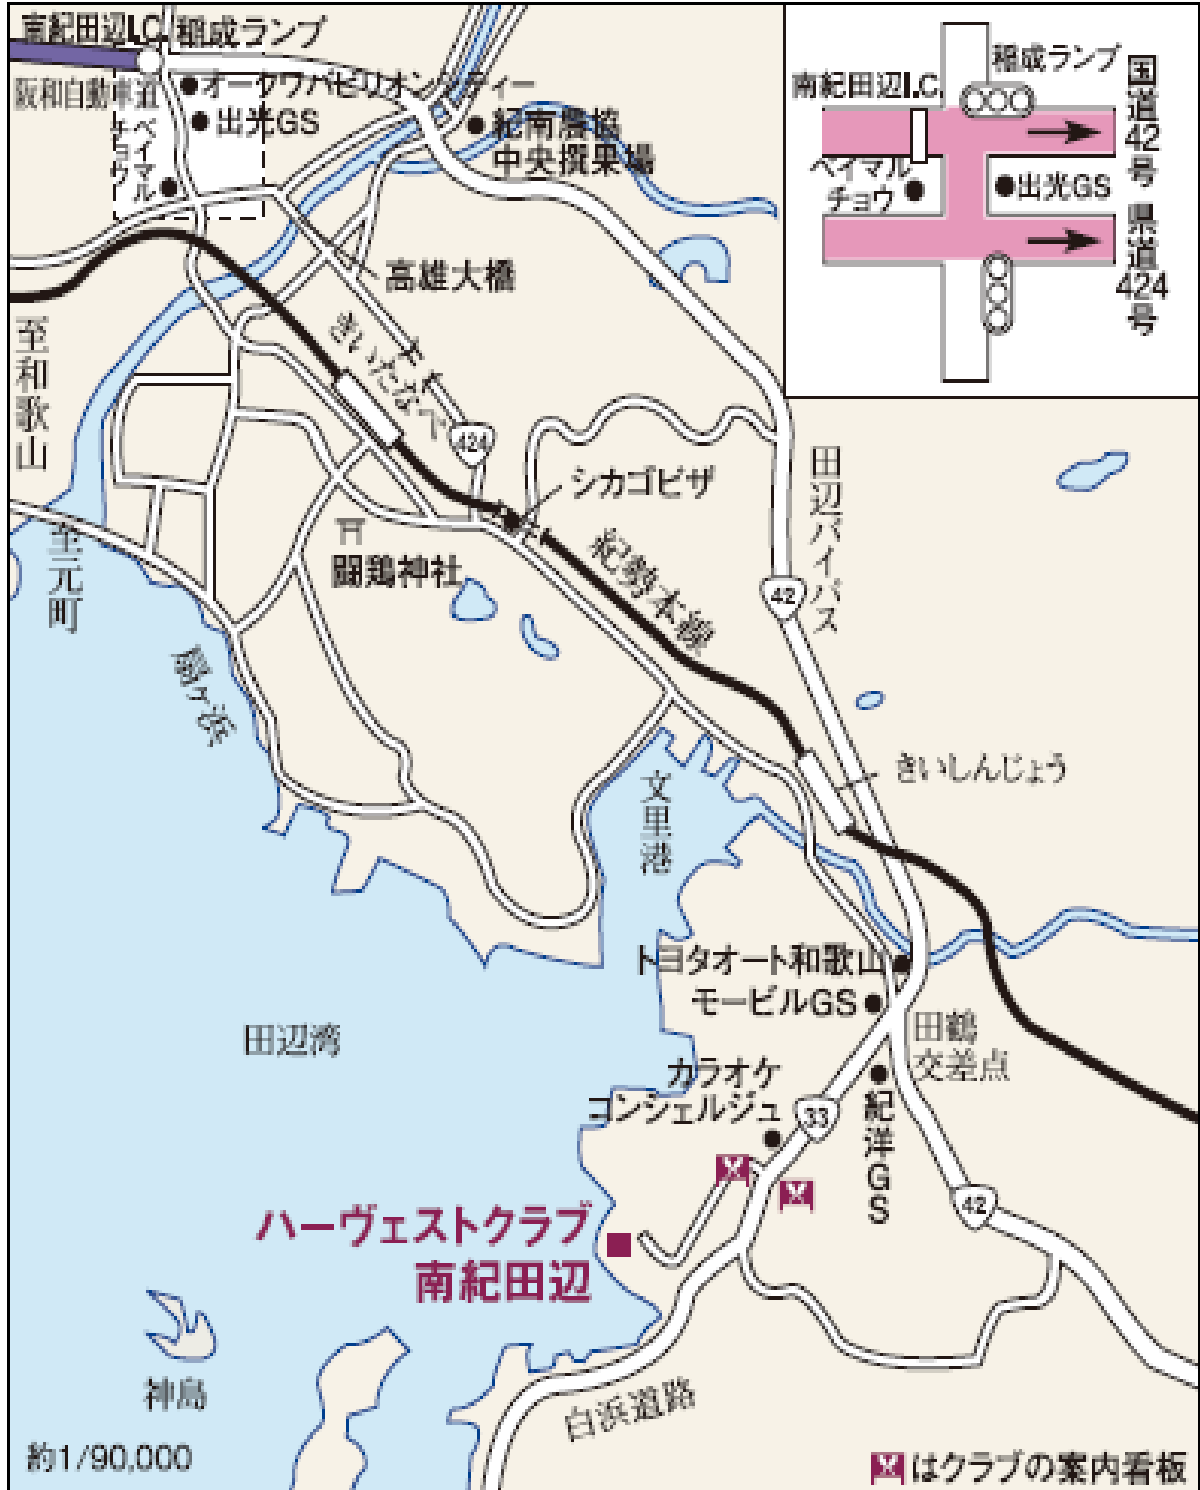 南紀田辺I.C.
稲成ランプ
阪和自動車道
オークワパビリオンシティー
出光GS
ベイマル
チョウ
紀南農協
中央撰果場
高雄大橋
至和歌山
きいたなべ
424
シカゴピザ
至元町
闘鶏神社
紀勢本線
田辺バイパス
42
扇ヶ浜
文里港
きいしんじょう
トヨタオート和歌山
モービルGS
田鶴
交差点
田辺湾
カラオケ
コンシェルジュ
33
紀洋GS
42
ハーヴェストクラブ
南紀田辺
神島
白浜道路
約1/90,000
はクラブの案内看板
南紀田辺I.C.
稲成ランプ
国道42号
ベイマル
チョウ
出光GS
県道424号